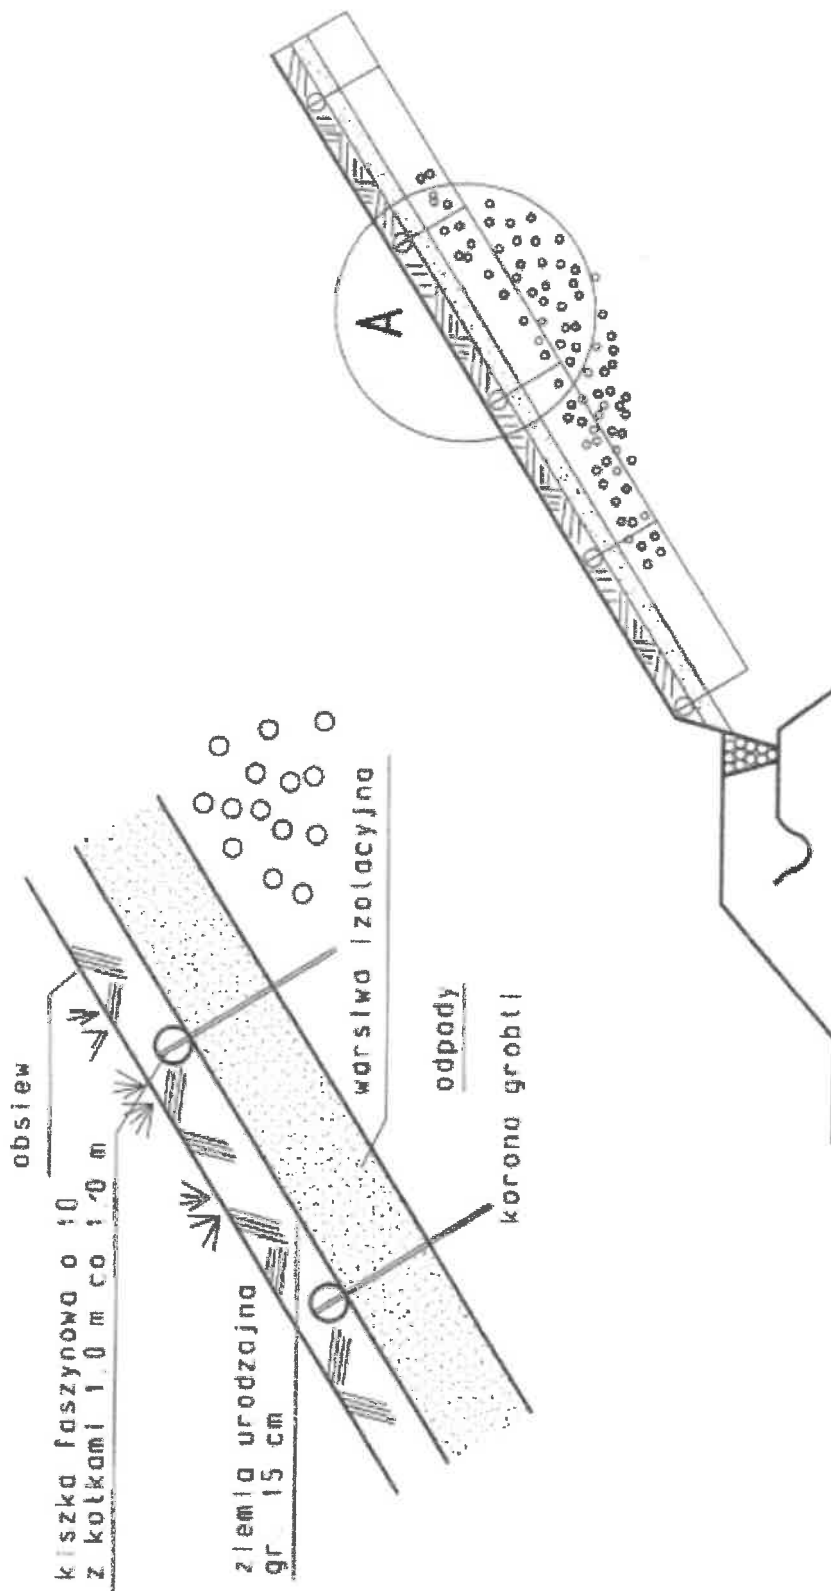 obsiew
kiszka faszynowa o 10
z kołkami 1,0 m co 1,0 m
ziemia urodzajna
gr. 15 cm
warstwa izolacyjna
odpady
korona grobli
A